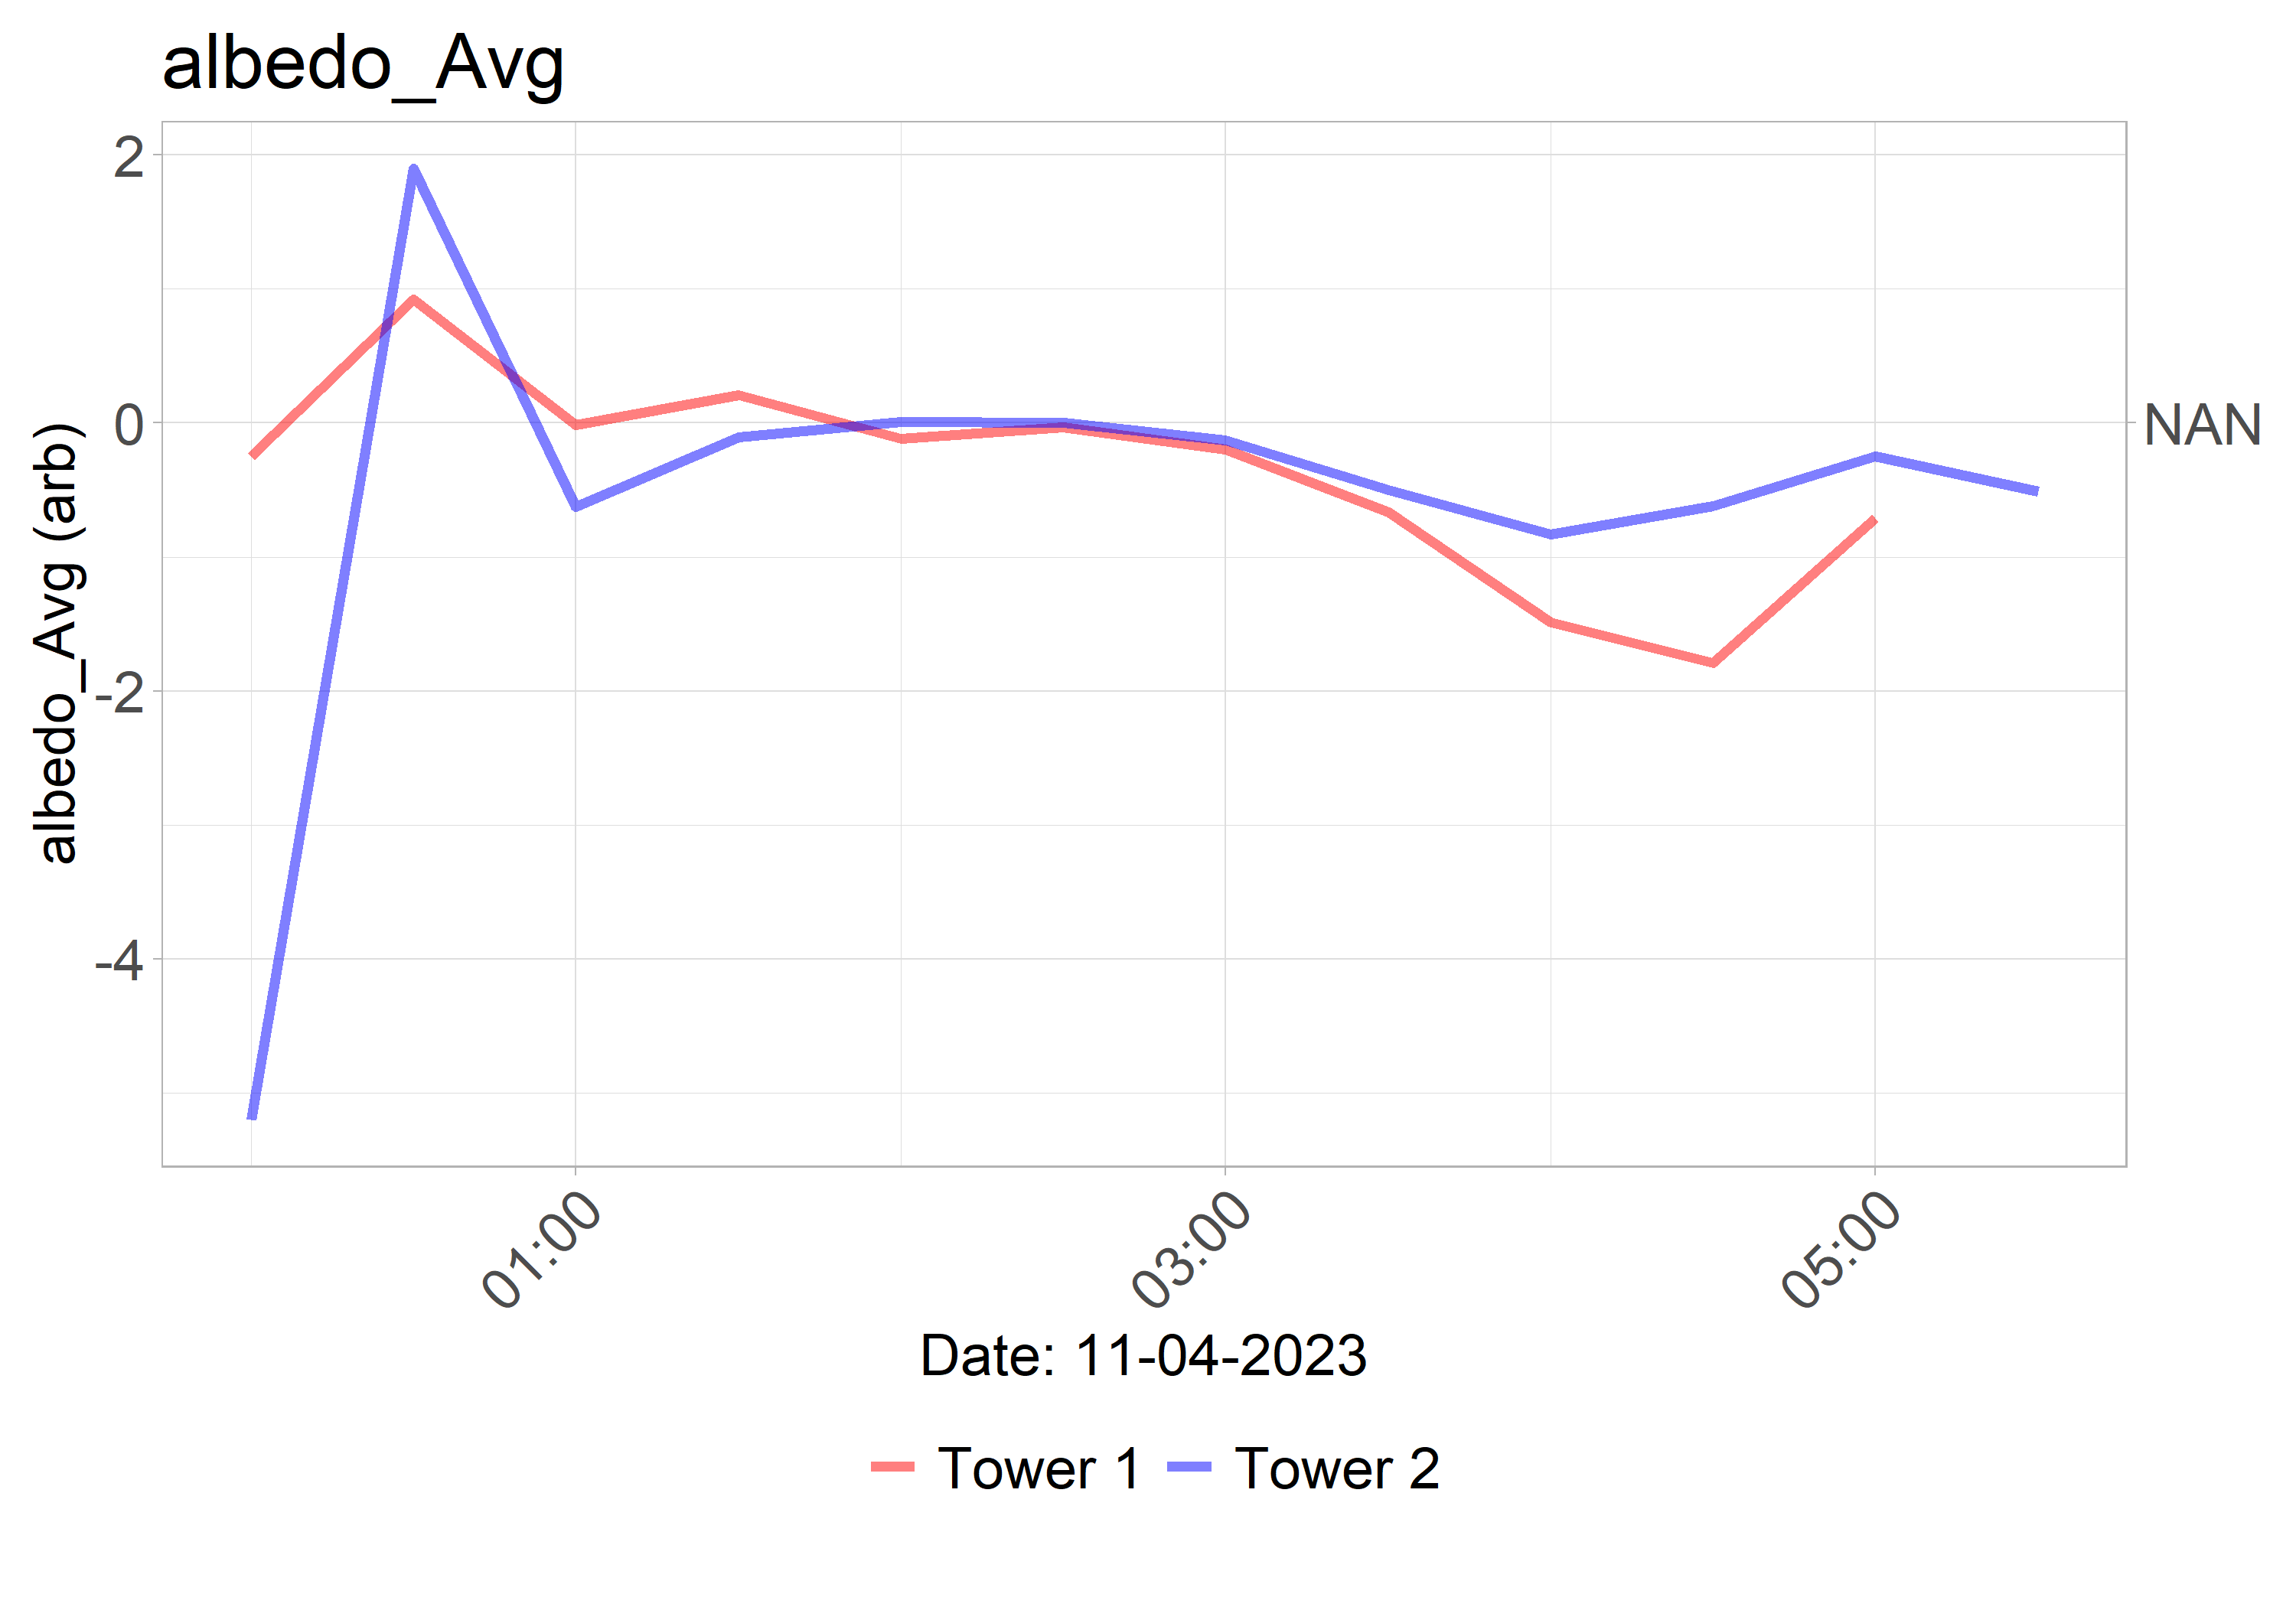 albedo_Avg
albedo_Avg (arb)
2
0
-2
-4
NAN
01:00
03:00
05:00
Date: 11-04-2023
Tower 1
Tower 2